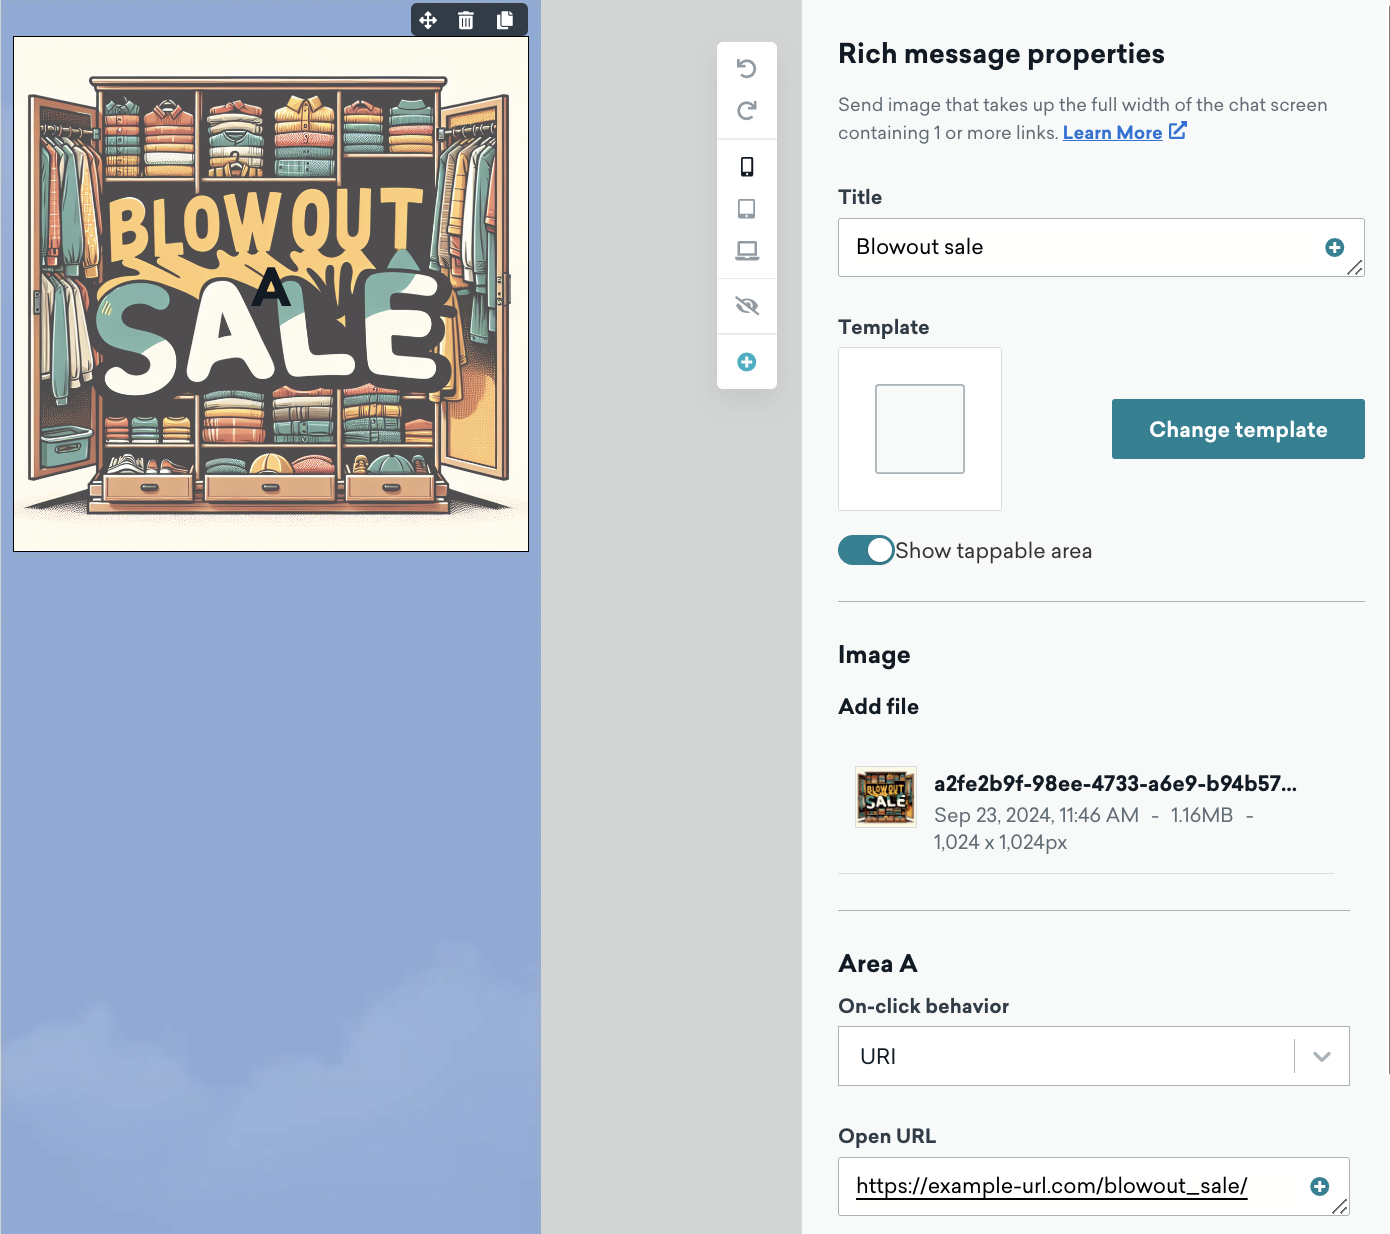 BLOWOUT
A
SALE
Rich message properties
Send image that takes up the full width of the chat screen
containing 1 or more links. Learn More
Title
Blowout sale
Template
Change template
Show tappable area
Image
Add file
a2fe2b9f-98ee-4733-a6e9-b94b57...
Sep 23, 2024, 11:46 AM - 1.16MB -
1,024 x 1,024px
Area A
On-click behavior
URI
Open URL
https://example-url.com/blowout_sale/